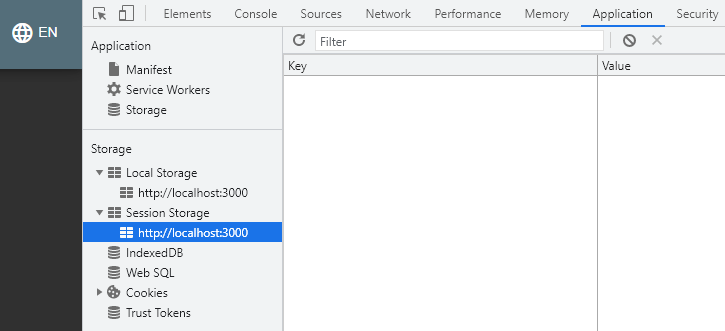 EN
Elements Console Sources Network Performance Memory Application Security
Application
Manifest
Service Workers
Storage
Storage
Local Storage
http://localhost:3000
Session Storage
http://localhost:3000
IndexedDB
Web SQL
Cookies
Trust Tokens
Filter
Key Value